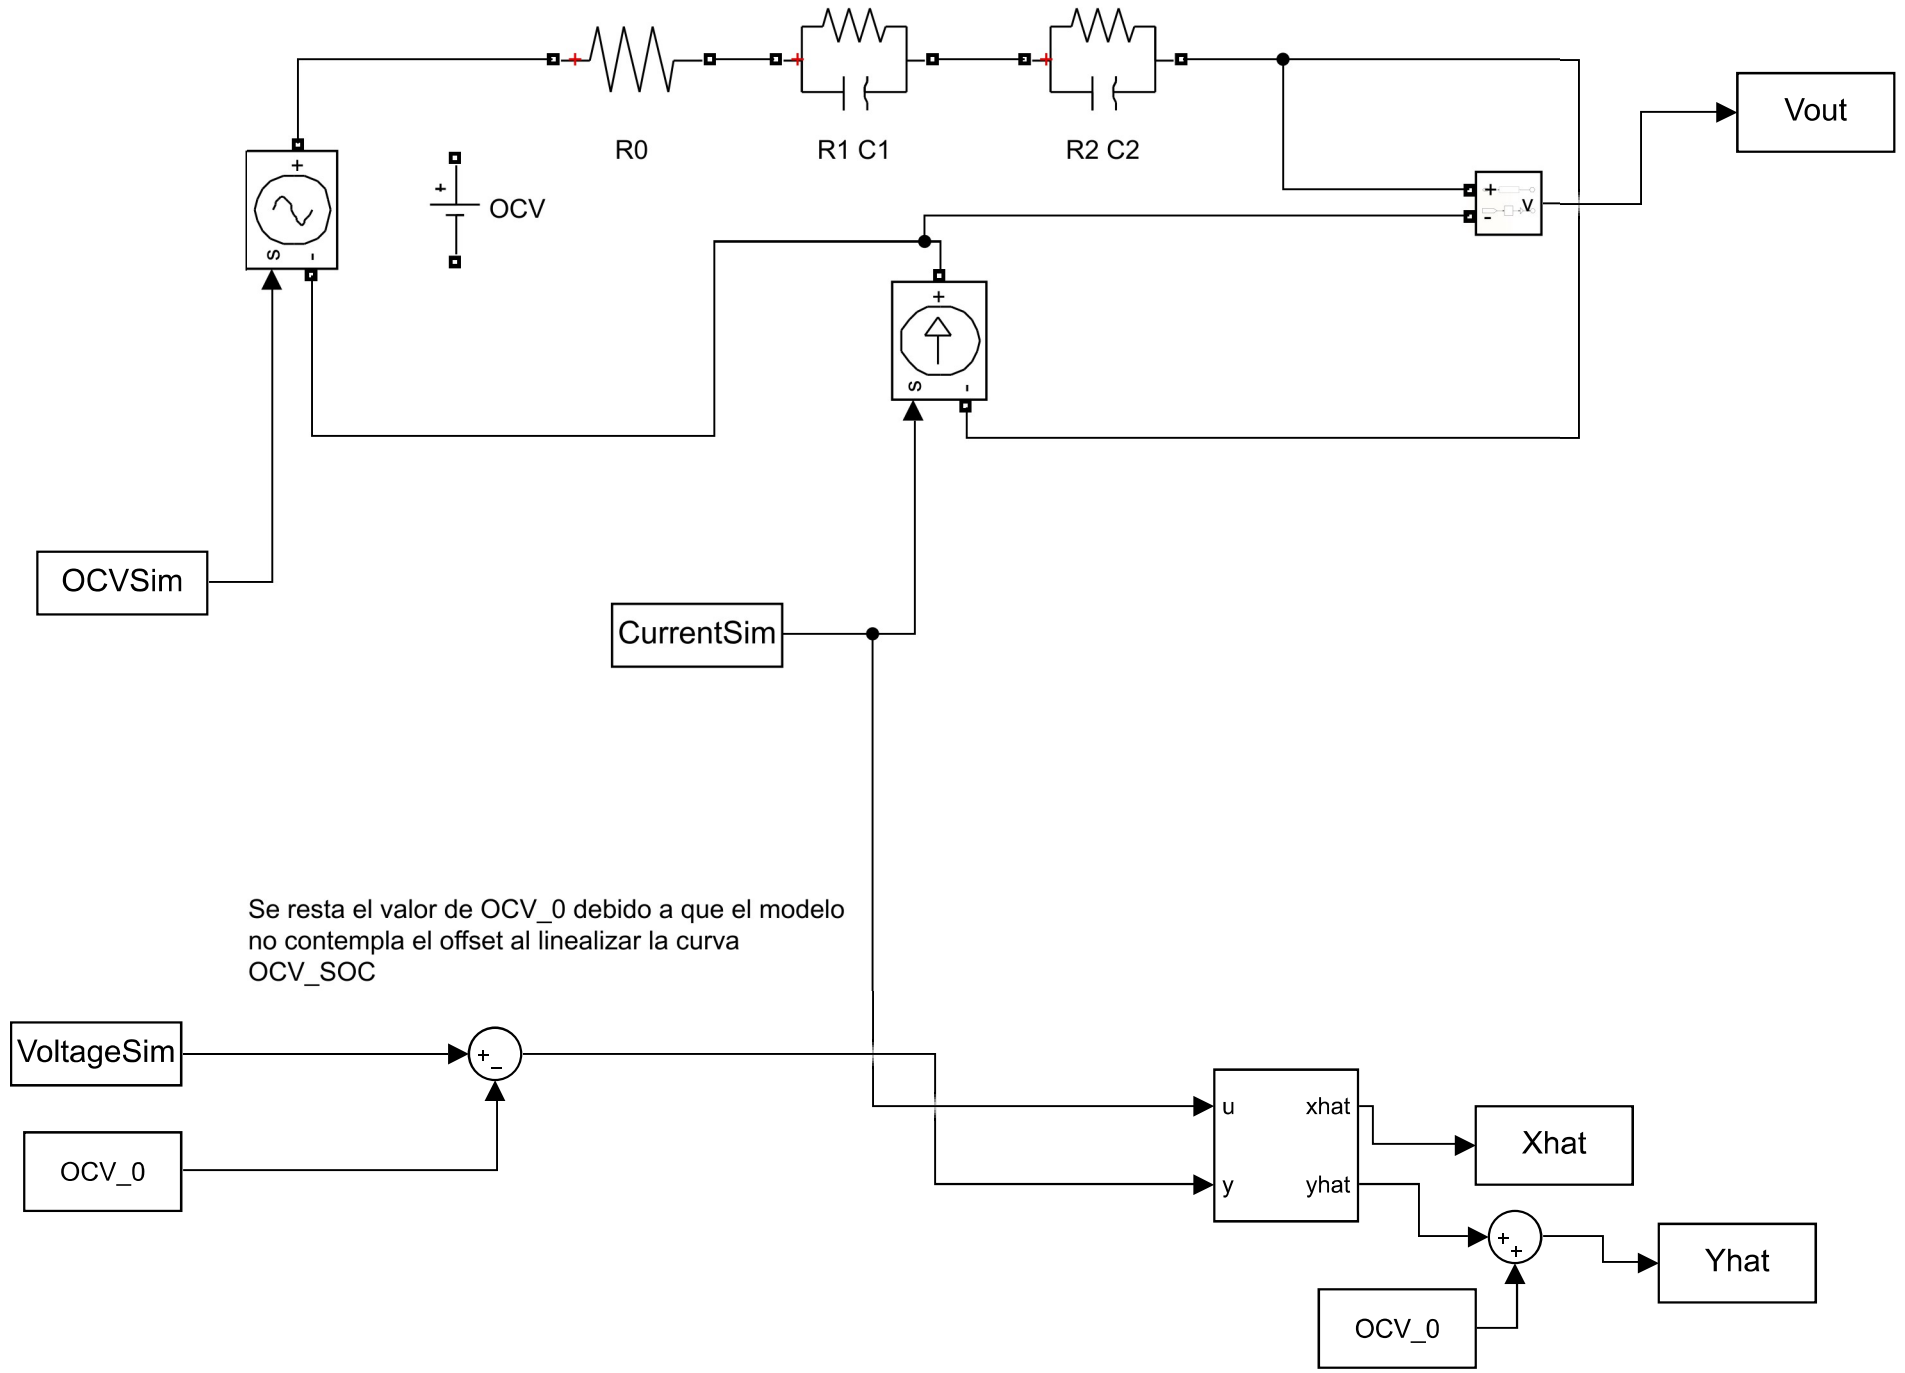 R0
R1 C1
R2 C2
Vout
+
s
-
+
OCV
+
-
v
+
s
-
OCVSim
CurrentSim
Se resta el valor de OCV_0 debido a que el modelo
no contempla el offset al linealizar la curva
OCV_SOC
VoltageSim
+
−
OCV_0
u
xhat
y
yhat
Xhat
+
+
Yhat
OCV_0